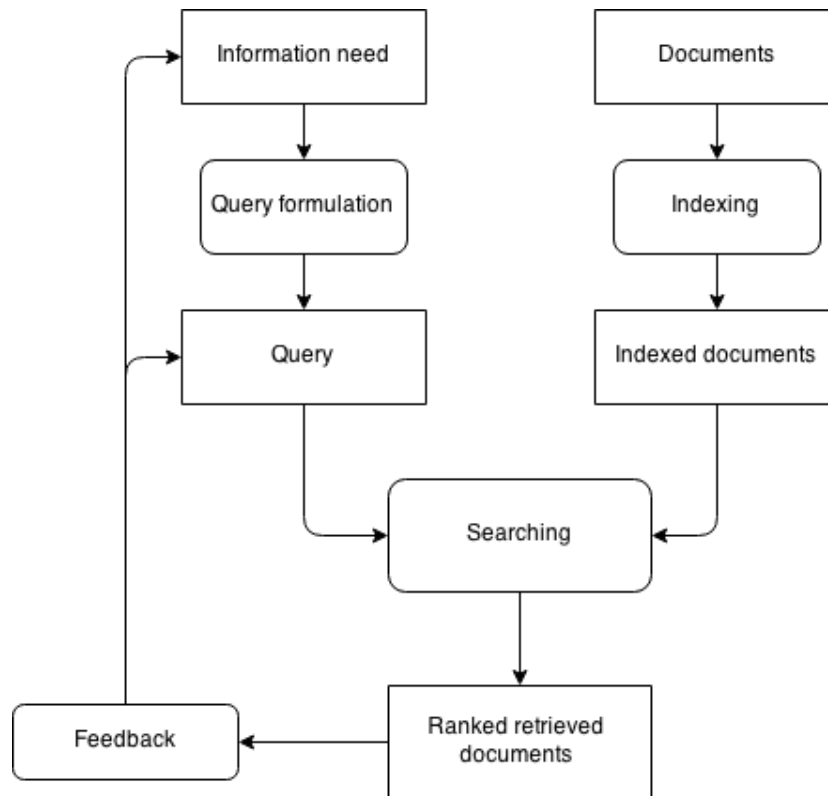 Information need
Documents
Query formulation
Indexing
Query
Indexed documents
Searching
Ranked retrieved
documents
Feedback